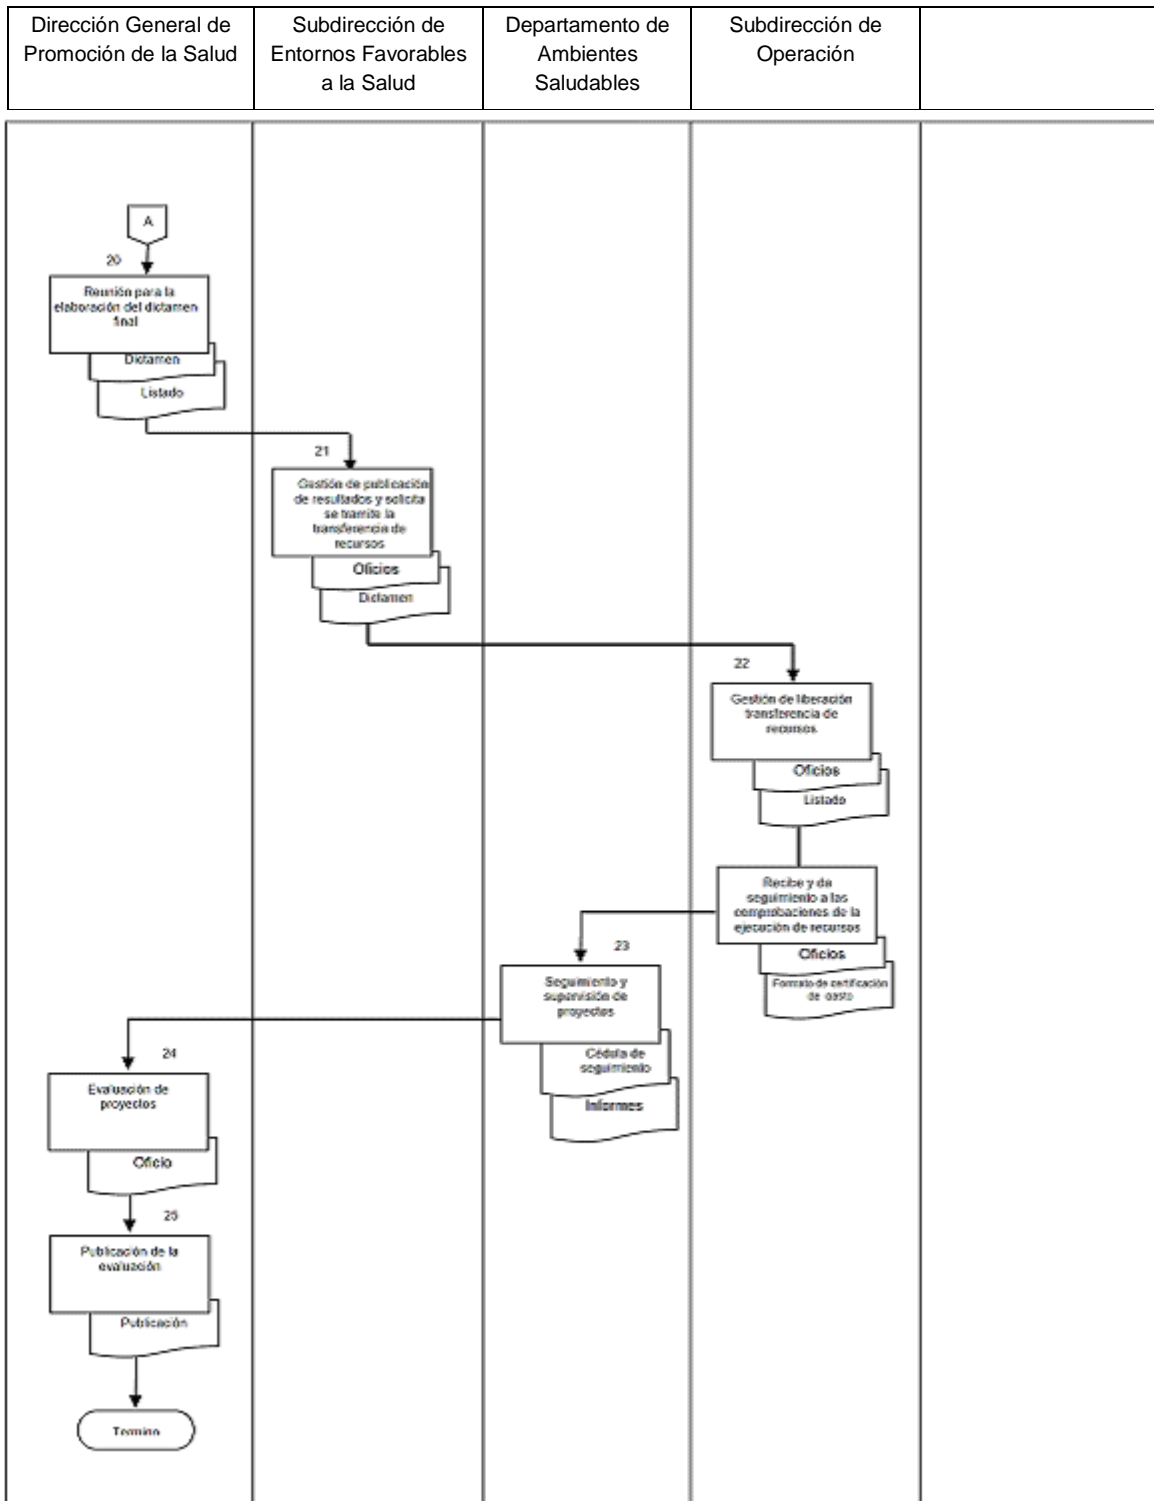 Dirección General de
Promoción de la Salud
Subdirección de
Entornos Favorables
a la Salud
Departamento de
Ambientes
Saludables
Subdirección de
Operación
A
20
Reunión para la
elaboración del dictamen
final
Dictamen
Listado
21
Gestión de publicación
de resultados y solicita
se tramite la
transferencia de
recursos
Oficios
Dictamen
22
Gestión de liberación
transferencia de
recursos
Oficios
Listado
Recibe y da
seguimiento a las
comprobaciones de la
ejecución de recursos
Oficios
Formato de certificación
de gasto
23
Seguimiento y
supervisión de
proyectos
Cédula de
seguimiento
Informes
24
Evaluación de
proyectos
Oficio
25
Publicación de la
evaluación
Publicación
Termino